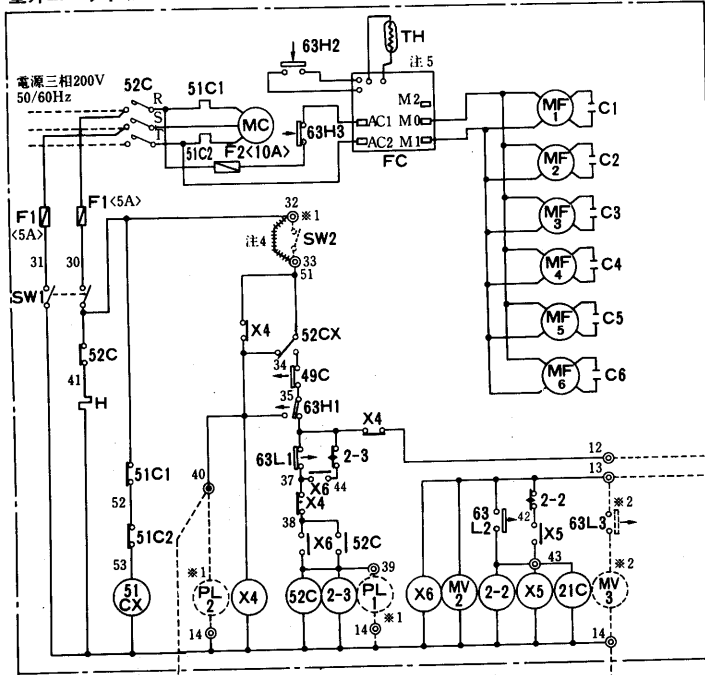 63H2
TH
注5
電源三相200V
50/60Hz
52C
R
S
T
51C1
MC
51C2
63H3
F2<10A>
M2
AC1 M0
AC2 M1
FC
MF
1
C1
MF
2
C2
MF
3
C3
MF
4
C4
MF
5
C5
MF
6
C6
F1
<5A>
F1<5A>
31
30
SW1
52C
41
H
32
※1
注4
SW2
33
51
X4
52CX
34
49C
35
63H1
X4
12
13
63L1
2-3
37
X6
44
X4
38
X6
52C
39
40
51C1
52
51C2
53
51
CX
※1
PL
2
14
X4
52C
2-3
PL
1
14
※1
63
L2
42
2-2
X5
43
※2
63L3
※2
X6
MV
2
2-2
X5
21C
MV
3
14